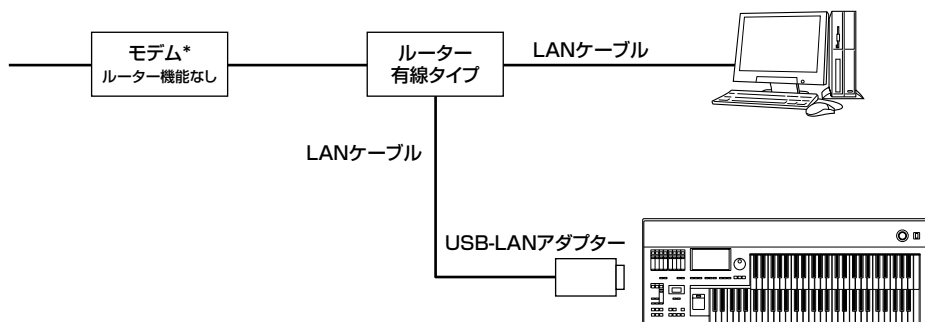 モデム*
ルーター機能なし
ルーター
有線タイプ
LANケーブル
LANケーブル
USB-LANアダプター